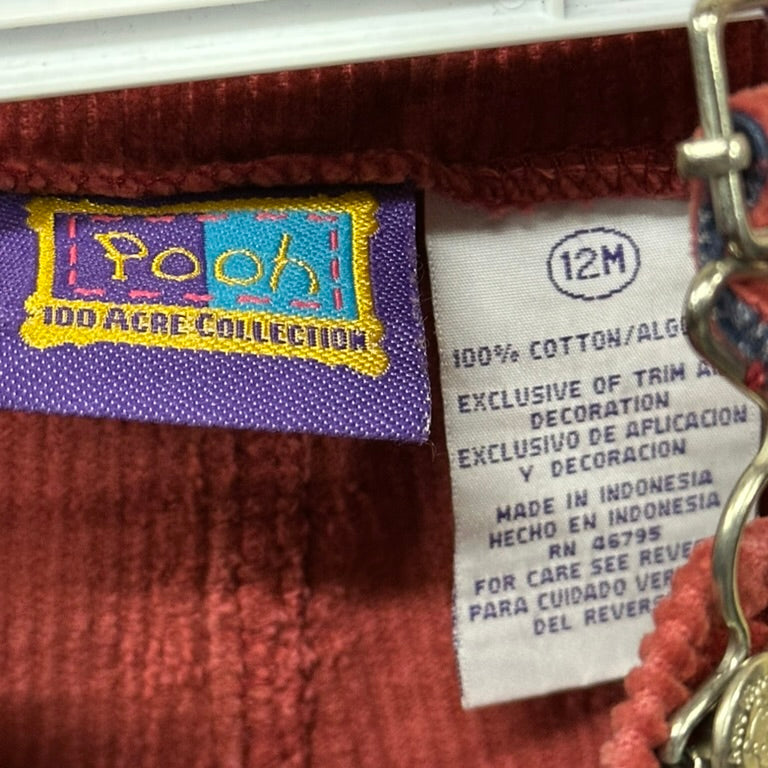 Pooh
100 ACRE COLLECTION
12M
100% COTTON/ALGO
EXCLUSIVE OF TRIM A
DECORATION
EXCLUSIVO DE APLICACION
Y DECORACION
MADE IN INDONESIA
HECHO EN INDONESIA
RN 46795
FOR CARE SEE REVE
PARA CUIDADO VER
DEL REVERS